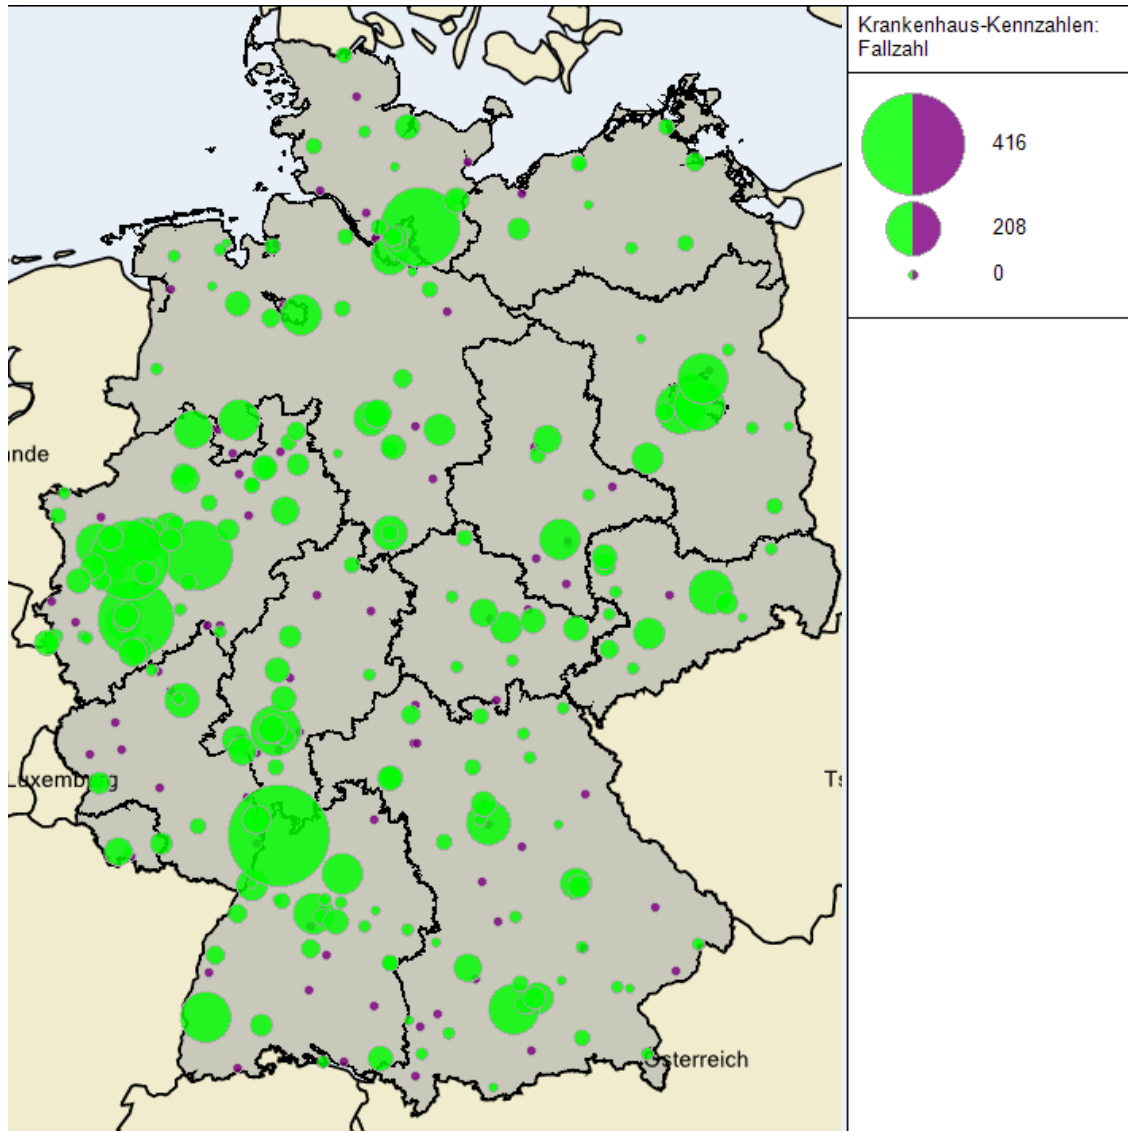 Krankenhaus-Kennzahlen:
Fallzahl
416
208
0
nde
Luxemburg
Ts
Österreich